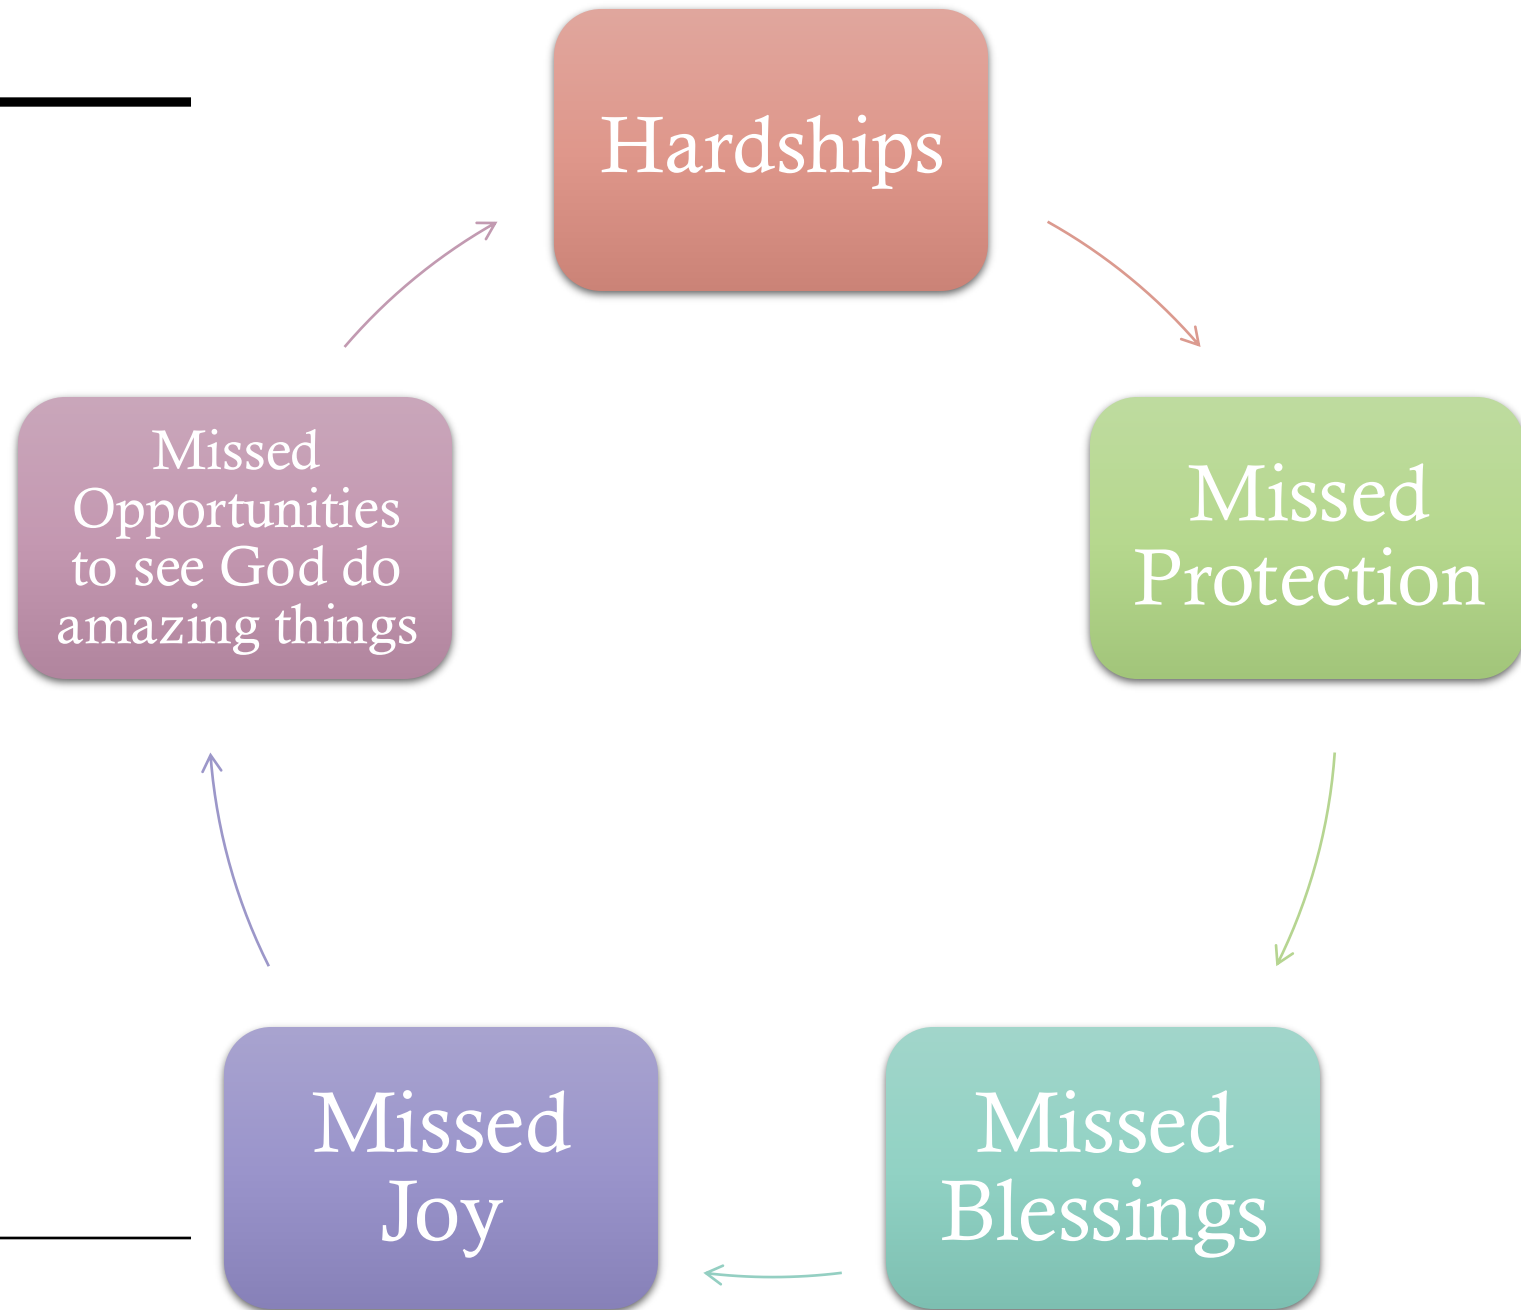 Hardships
Missed
Protection
Missed
Blessings
Missed
Joy
Missed
Opportunities
to see God do
amazing things